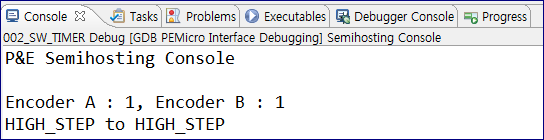 Console Tasks Problems Executables Debugger Console Progress
002_SW_TIMER Debug [GDB PEMicro Interface Debugging] Semihosting Console
P&E Semihosting Console
Encoder A : 1, Encoder B : 1
HIGH_STEP to HIGH_STEP